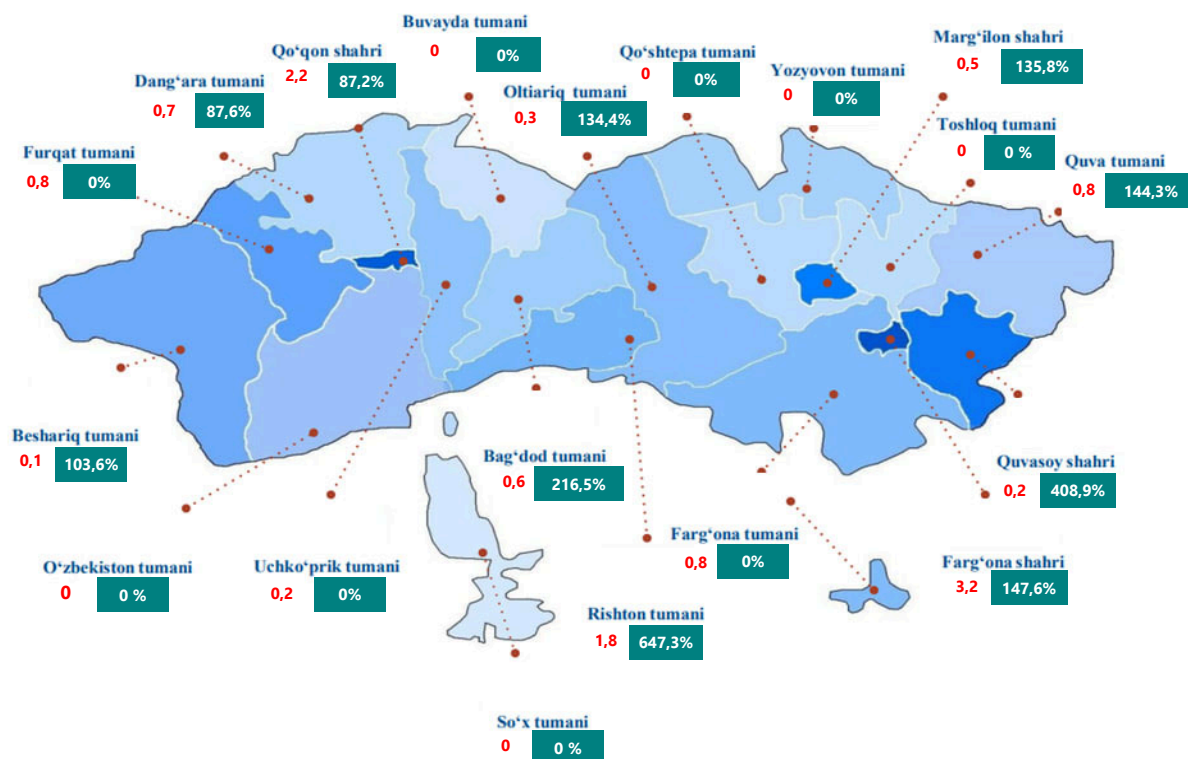 Buvayda tumani
0 0%
Qo‘qon shahri
2,2 87,2%
Dang‘ara tumani
0,7 87,6%
Furqat tumani
0,8 0%
Oltiariq tumani
0,3 134,4%
Qo‘shtepa tumani
0 0%
Yozyovon tumani
0 0%
Marg‘ilon shahri
0,5 135,8%
Toshloq tumani
0 0 %
Quva tumani
0,8 144,3%
Beshariq tumani
0,1 103,6%
Bag‘dod tumani
0,6 216,5%
Quvasoy shahri
0,2 408,9%
O‘zbekiston tumani
0 0 %
Uchko‘prik tumani
0,2 0%
Farg‘ona tumani
0,8 0%
Farg‘ona shahri
3,2 147,6%
Rishton tumani
1,8 647,3%
So‘x tumani
0 0 %